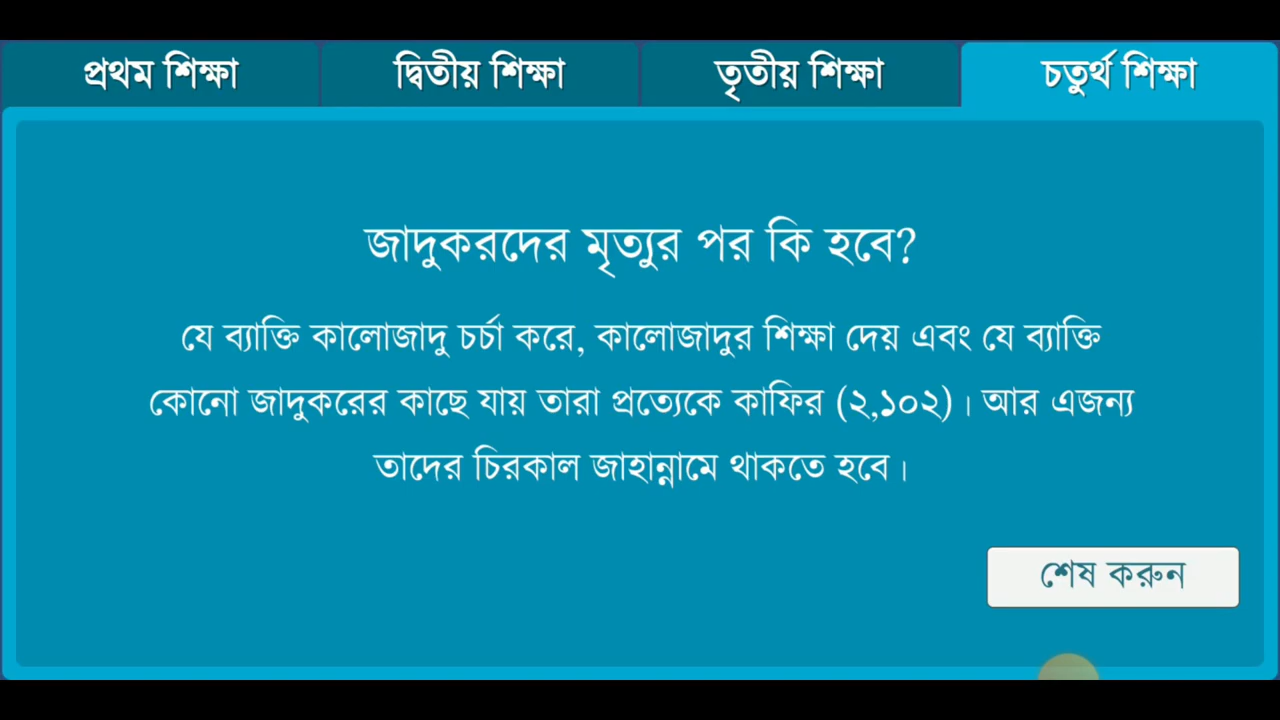 প্রথম শিক্ষা
দ্বিতীয় শিক্ষা
তৃতীয় শিক্ষা
চতুর্থ শিক্ষা
জাদুকরদের মৃত্যুর পর কি হবে?
যে ব্যাক্তি কালোজাদু চর্চা করে, কালোজাদুর শিক্ষা দেয় এবং যে ব্যাক্তি
কোনো জাদুকরের কাছে যায় তারা প্রত্যেকে কাফির (২,১০২)। আর এজন্য
তাদের চিরকাল জাহান্নামে থাকতে হবে।
শেষ করুন